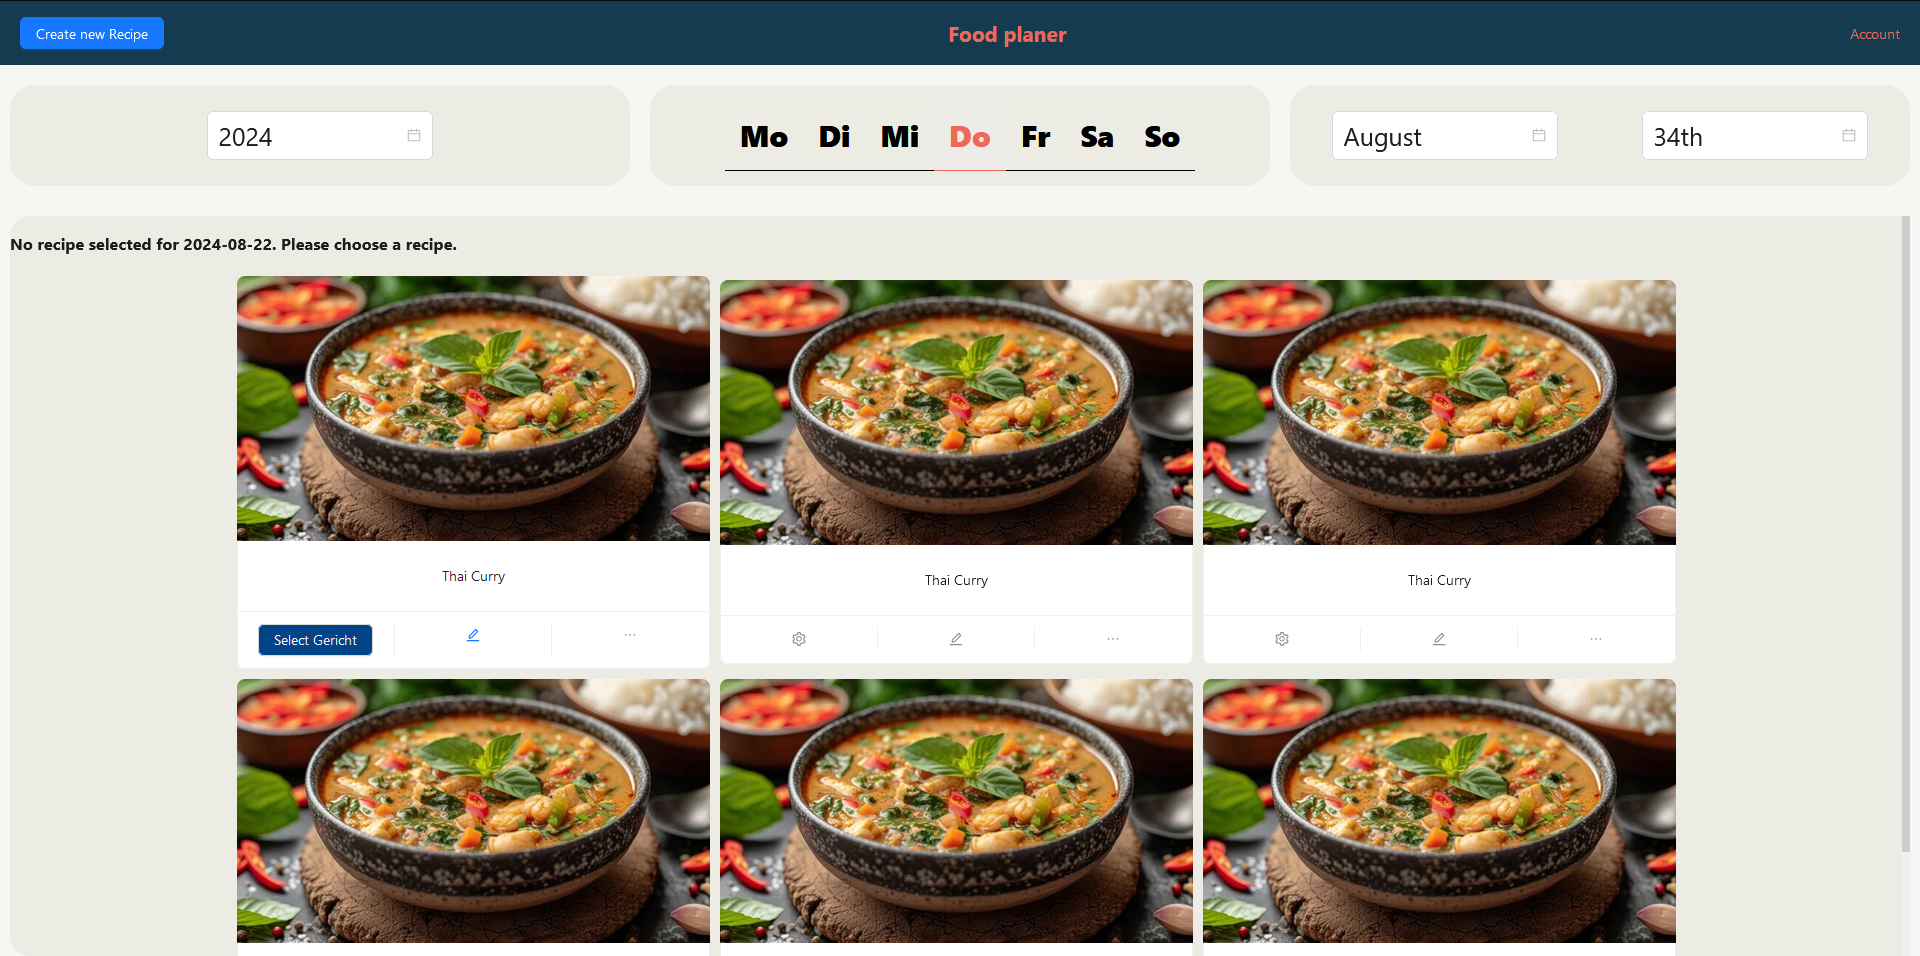 Create new Recipe
Food planer
Account
2024
Mo Di Mi Do Fr Sa So
August
34th
No recipe selected for 2024-08-22. Please choose a recipe.
Thai Curry
Thai Curry
Thai Curry
Select Gericht